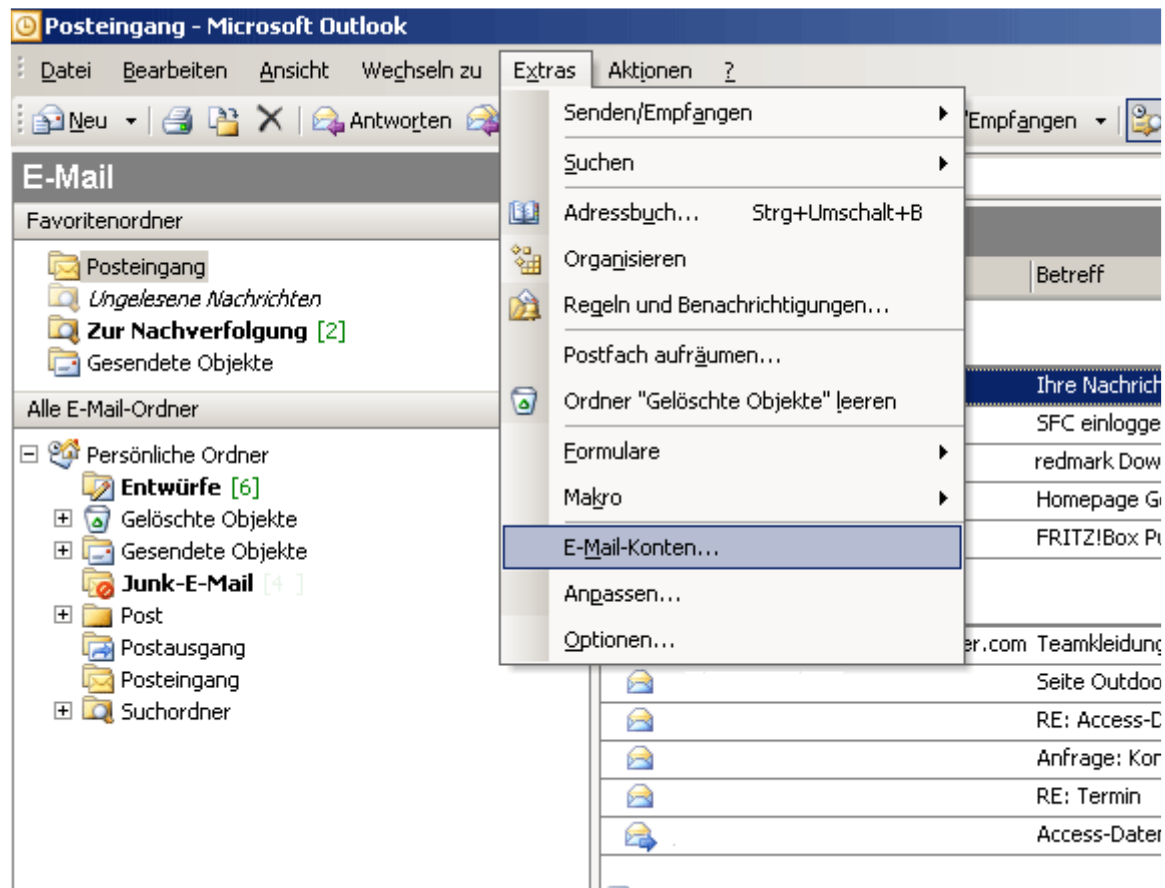 Posteingang - Microsoft Outlook
Datei Bearbeiten Ansicht Wechseln zu Extras Aktionen ?
Neu Antworten Empfangen
E-Mail
Favoritenordner
Posteingang
Ungelesene Nachrichten
Zur Nachverfolgung [2]
Gesendete Objekte
Alle E-Mail-Ordner
Persönliche Ordner
Entwürfe [6]
Gelöschte Objekte
Gesendete Objekte
Junk-E-Mail [4 ]
Post
Postausgang
Posteingang
Suchordner
Senden/Empfangen
Suchen
Adressbuch... Strg+Umschalt+B
Organisieren
Regeln und Benachrichtigungen...
Postfach aufräumen...
Ordner "Gelöschte Objekte" leeren
Formulare
Makro
E-Mail-Konten...
Anpassen...
Optionen...
Betreff
Ihre Nachrich
SFC einlogge
redmark Dow
Homepage G
FRITZ!Box Pu
er.com Teamkleidung
Seite Outdoo
RE: Access-D
Anfrage: Kon
RE: Termin
Access-Daten